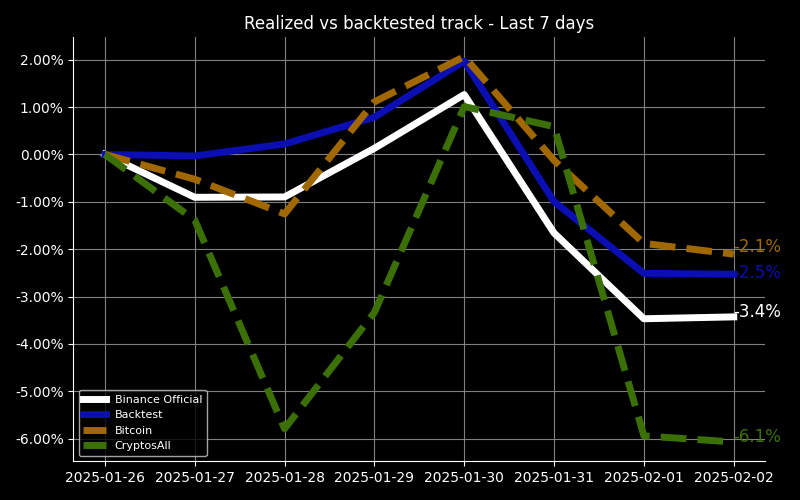 Realized vs backtested track - Last 7 days
2.00%
1.00%
0.00%
-1.00%
-2.00%
-3.00%
-4.00%
-5.00%
-6.00%
-2.1%
-2.5%
-3.4%
-6.1%
Binance Official
Backtest
Bitcoin
CryptosAll
2025-01-26 2025-01-27 2025-01-28 2025-01-29 2025-01-30 2025-01-31 2025-02-01 2025-02-02